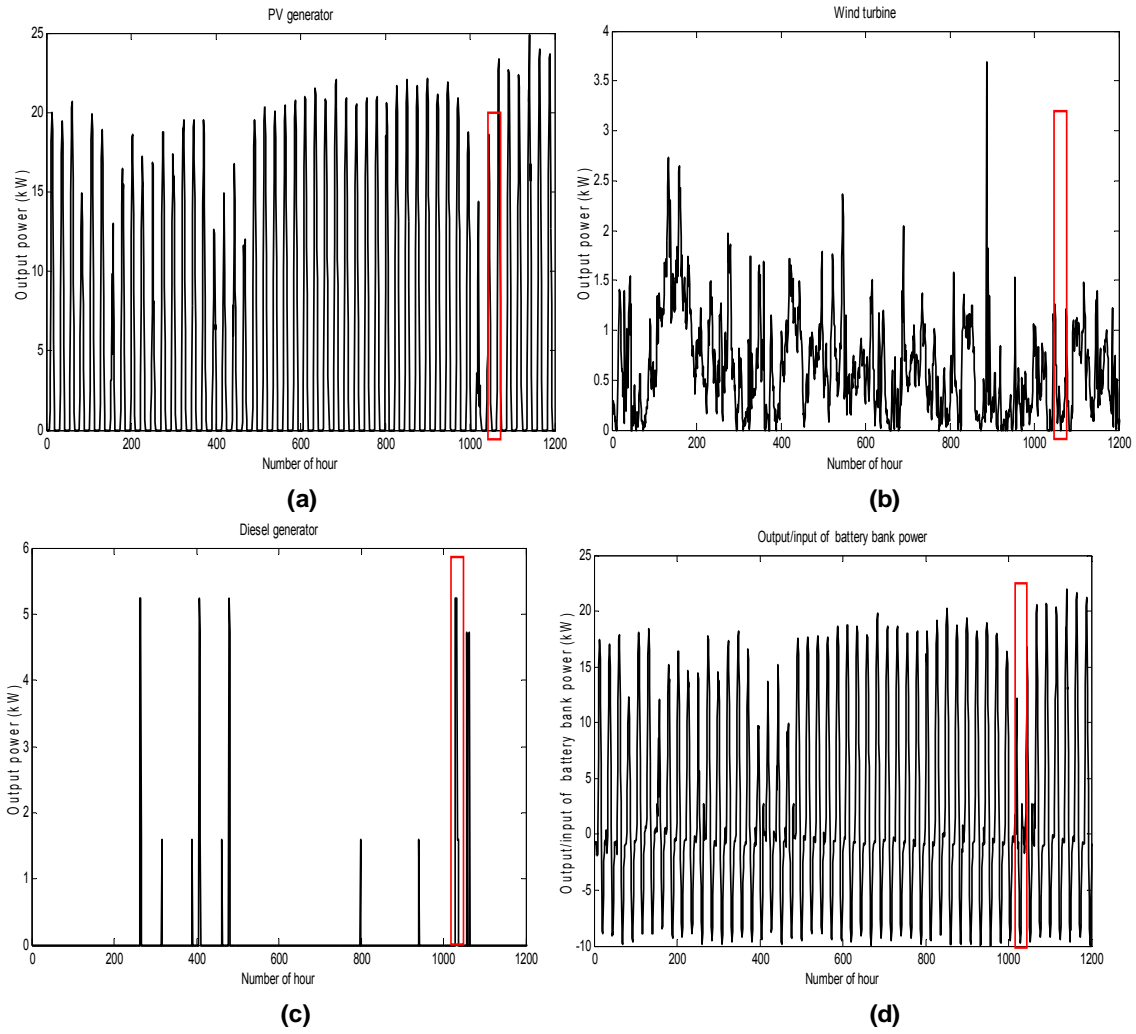 PV generator
Output power (kW)
25
20
15
10
5
0
0 200 400 600 800 1000 1200
Number of hour
(a)
Wind turbine
Output power (kW)
4
3.5
3
2.5
2
1.5
1
0.5
0
0 200 400 600 800 1000 1200
Number of hour
(b)
Diesel generator
Output power (kW)
6
5
4
3
2
1
0
0 200 400 600 800 1000 1200
Number of hour
(c)
Output/input of battery bank power
Output/input of battery bank power (kW)
25
20
15
10
5
0
-5
-10
0 200 400 600 800 1000 1200
Number of hour
(d)